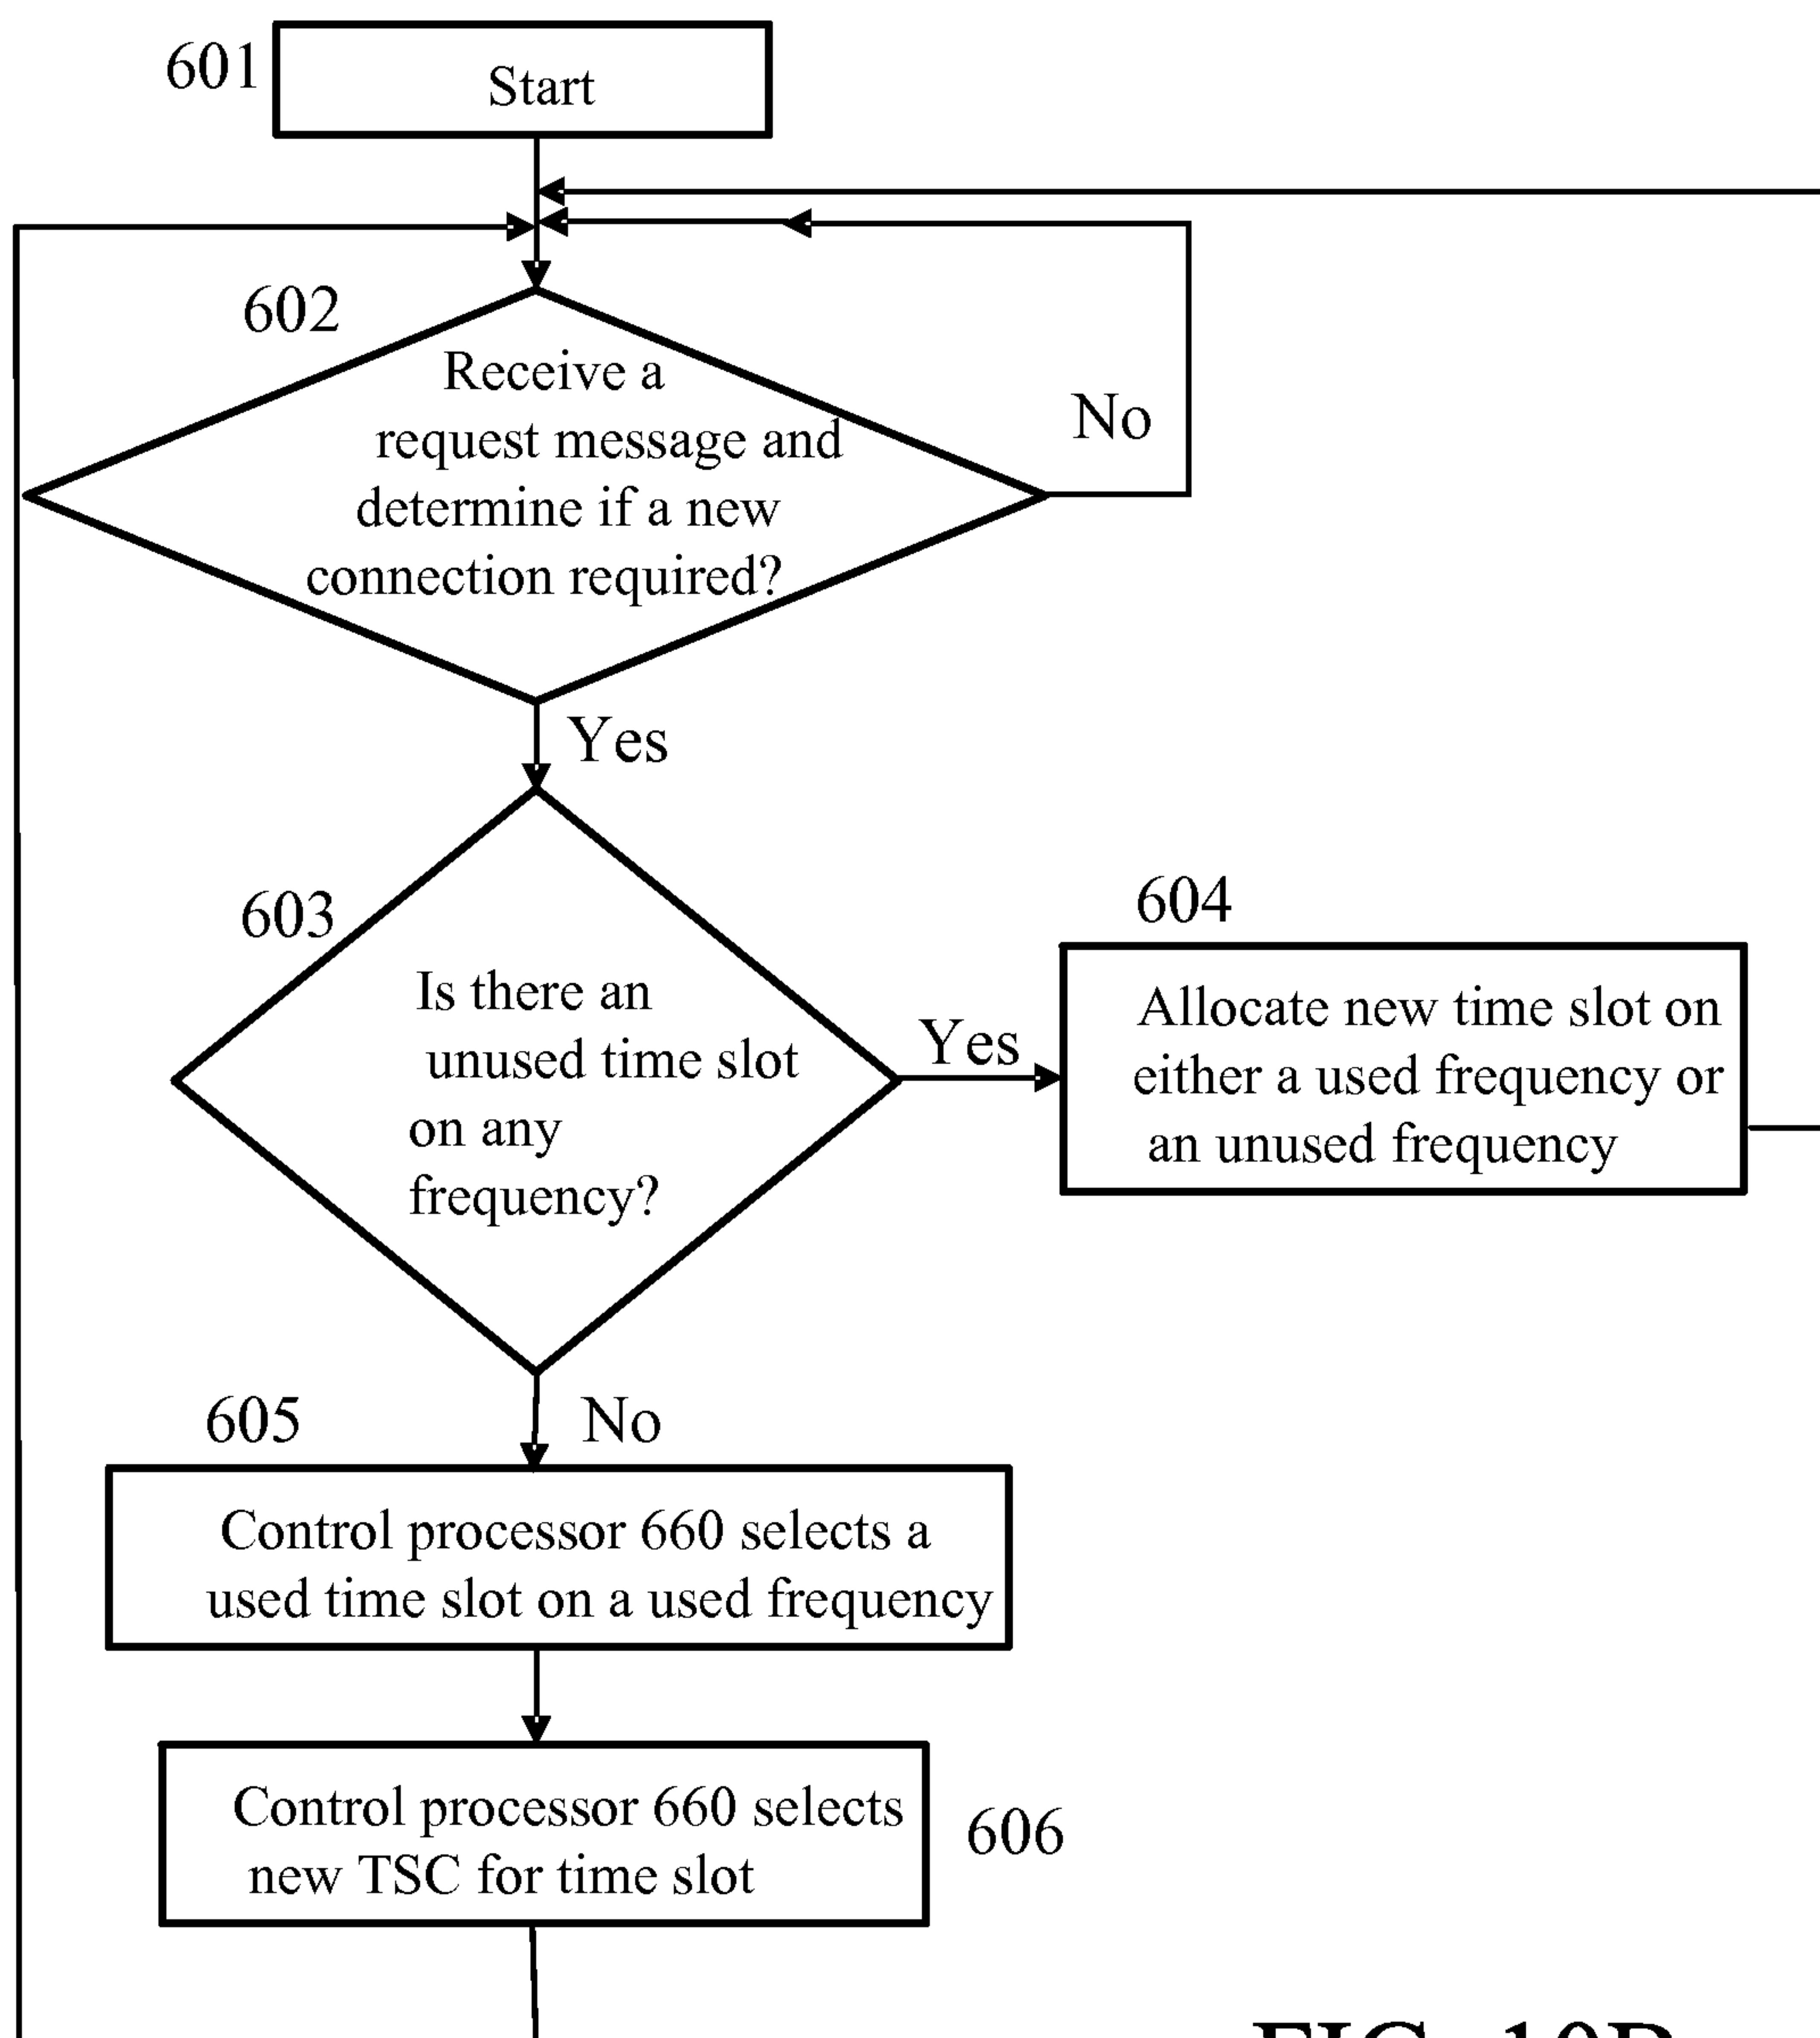 601
Start
602
Receive a
request message and
determine if a new
connection required?
No
Yes
603
Is there an
unused time slot
on any
frequency?
Yes
604
Allocate new time slot on
either a used frequency or
an unused frequency
605
No
Control processor 660 selects a
used time slot on a used frequency
Control processor 660 selects
new TSC for time slot
606
FIG. 10B